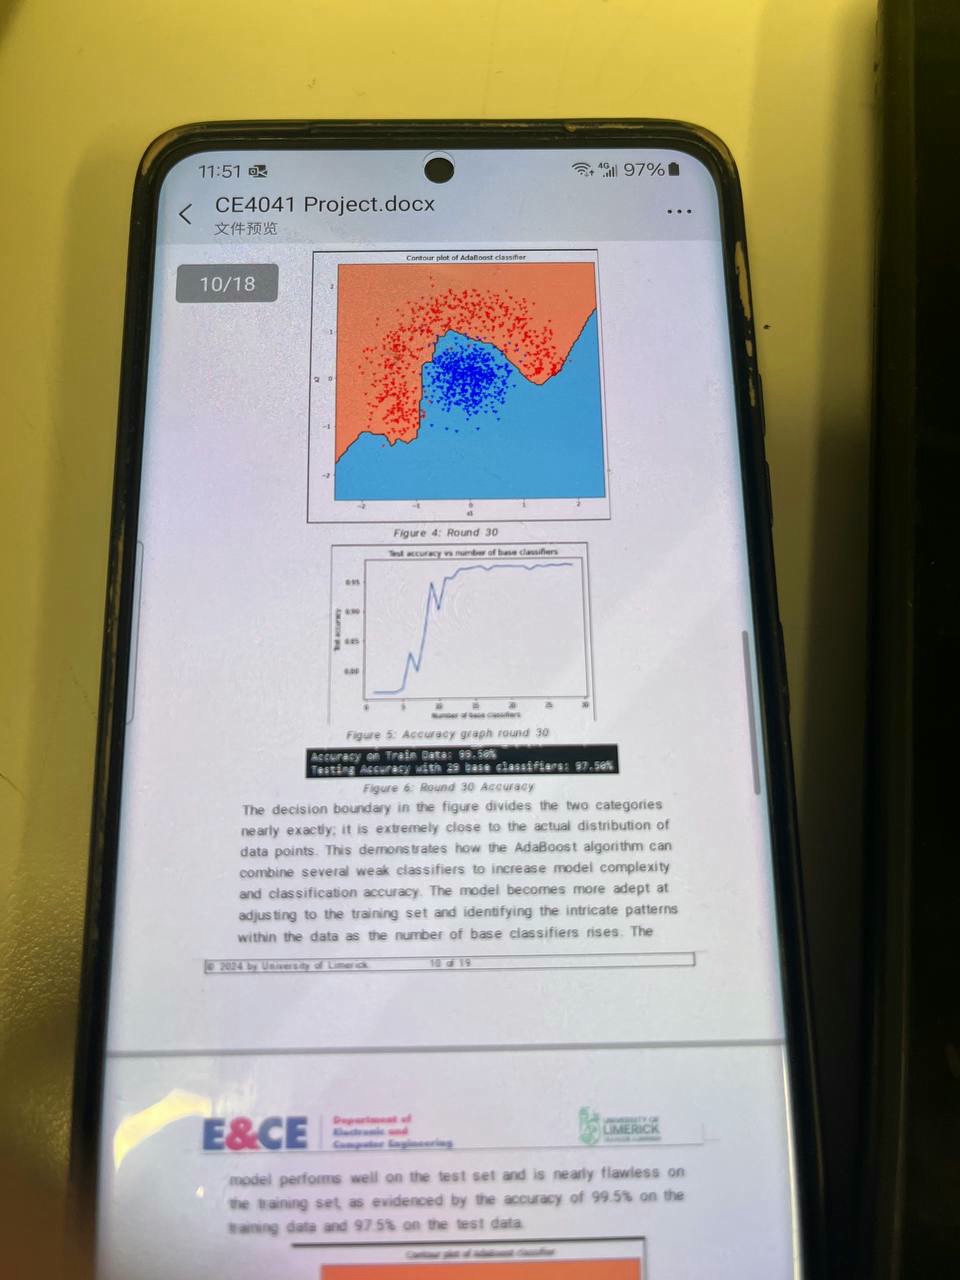 11:51
4G 97%
CE4041 Project.docx
文件预览
10/18
Contour plot of AdaBoost classifier
2
1
0
-1
-2
x2
-2 -1 0 1 2
x1
Figure 4: Round 30
Test accuracy vs number of base classifiers
0.95
0.90
0.85
0.80
Test accuracy
0 5 10 15 20 25 30
Number of base classifiers
Figure 5: Accuracy graph round 30
Accuracy on Train Data: 99.50%
Testing Accuracy with 29 base classifiers: 97.50%
Figure 6: Round 30 Accuracy
The decision boundary in the figure divides the two categories
nearly exactly; it is extremely close to the actual distribution of
data points. This demonstrates how the AdaBoost algorithm can
combine several weak classifiers to increase model complexity
and classification accuracy. The model becomes more adept at
adjusting to the training set and identifying the intricate patterns
within the data as the number of base classifiers rises. The
© 2024 by University of Limerick 10 of 19
E&CE
Department of
Electronic and
Computer Engineering
UNIVERSITY OF
LIMERICK
model performs well on the test set and is nearly flawless on
the training set, as evidenced by the accuracy of 99.5% on the
training data and 97.5% on the test data.
Contour plot of AdaBoost classifier